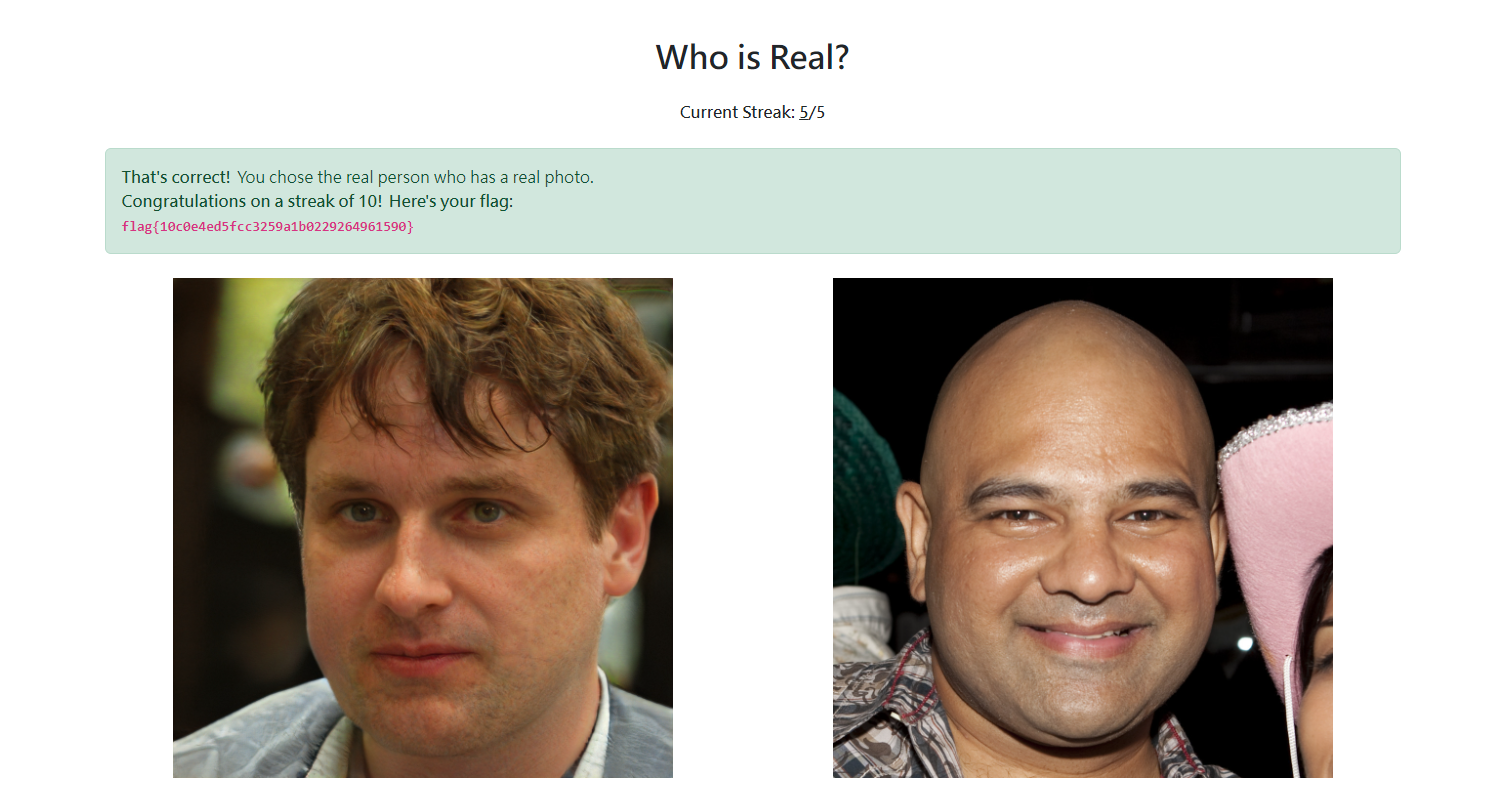 Who is Real?
Current Streak: 5/5
That's correct! You chose the real person who has a real photo.
Congratulations on a streak of 10! Here's your flag:
flag{10c0e4ed5fcc3259a1b0229264961590}